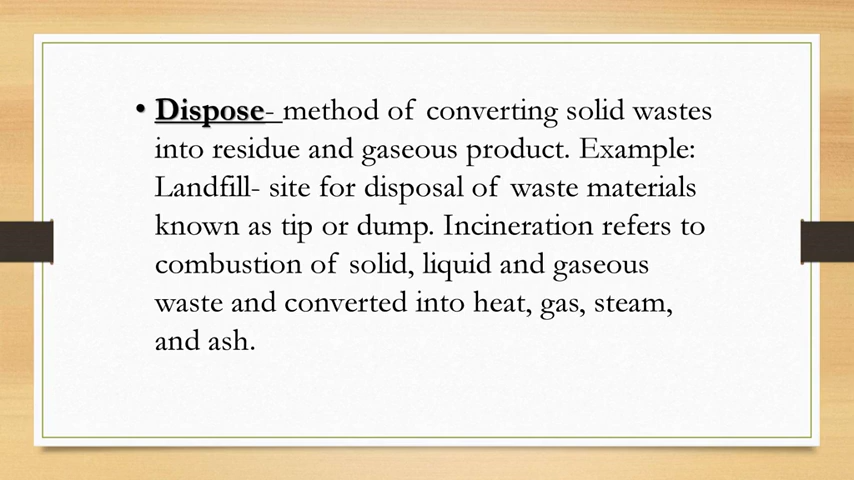 • Dispose- method of converting solid wastes
into residue and gaseous product. Example:
Landfill- site for disposal of waste materials
known as tip or dump. Incineration refers to
combustion of solid, liquid and gaseous
waste and converted into heat, gas, steam,
and ash.